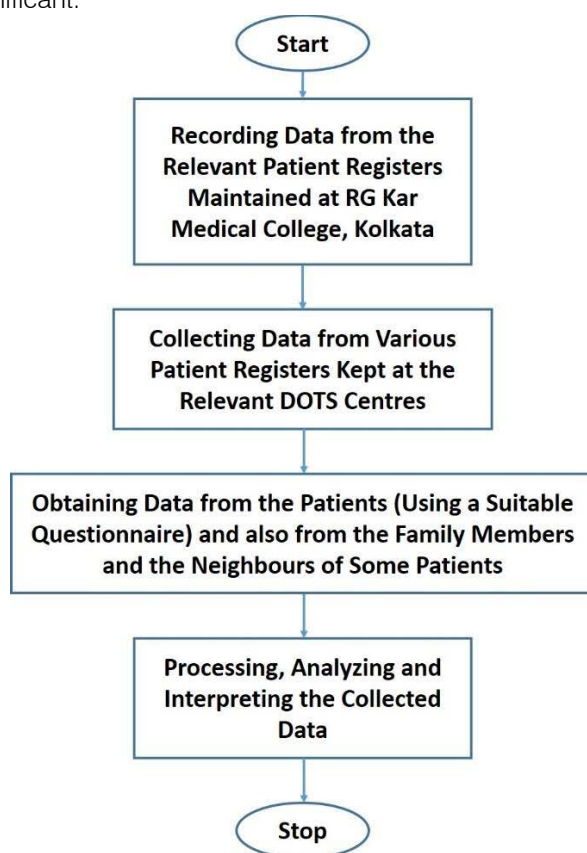 Start
Recording Data from the
Relevant Patient Registers
Maintained at RG Kar
Medical College, Kolkata
Collecting Data from Various
Patient Registers Kept at the
Relevant DOTS Centres
Obtaining Data from the Patients (Using a Suitable
Questionnaire) and also from the Family Members
and the Neighbours of Some Patients
Processing, Analyzing and
Interpreting the Collected
Data
Stop